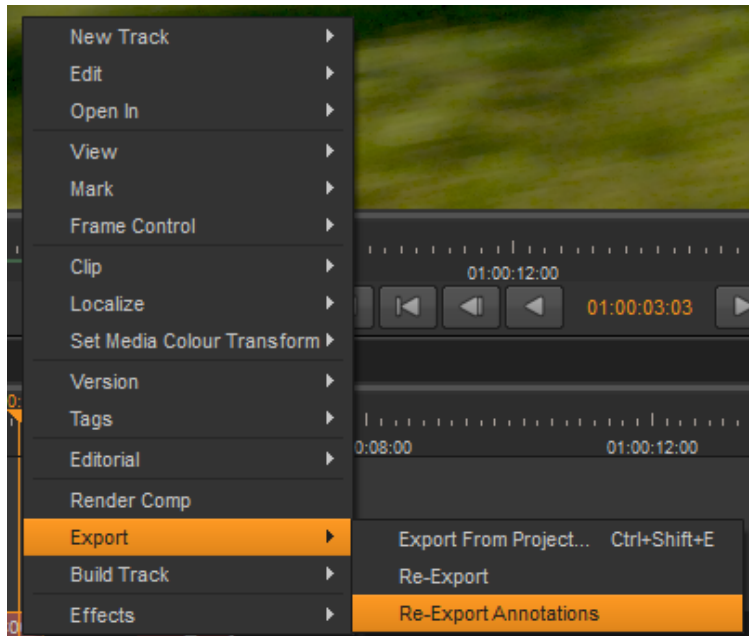 New Track
Edit
Open In
View
Mark
Frame Control
Clip
01:00:12:00
Localize
01:00:03:03
Set Media Colour Transform
Version
Tags
0:08:00 01:00:12:00
Editorial
Render Comp
Export
Export From Project... Ctrl+Shift+E
Build Track
Re-Export
Effects
Re-Export Annotations